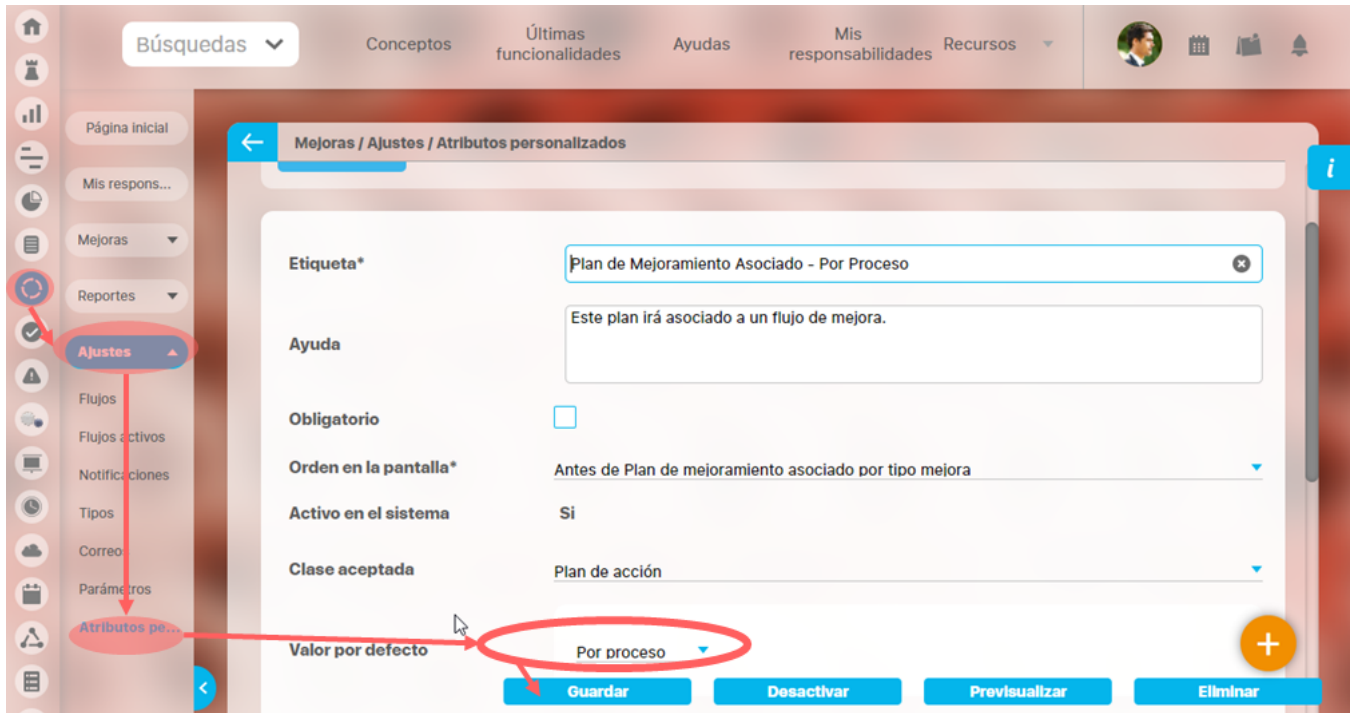 Búsquedas
Conceptos
Últimas
funcionalidades
Ayudas
Mis
responsabilidades
Recursos
Página inicial
Mis respons...
Mejoras
Reportes
Ajustes
Flujos
Flujos activos
Notificaciones
Tipos
Correos
Parámetros
Atributos pe...
Mejoras / Ajustes / Atributos personalizados
i
Etiqueta*
Plan de Mejoramiento Asociado - Por Proceso
Ayuda
Este plan irá asociado a un flujo de mejora.
Obligatorio
Orden en la pantalla*
Antes de Plan de mejoramiento asociado por tipo mejora
Activo en el sistema
Si
Clase aceptada
Plan de acción
Valor por defecto
Por proceso
Guardar
Desactivar
Previsualizar
Eliminar